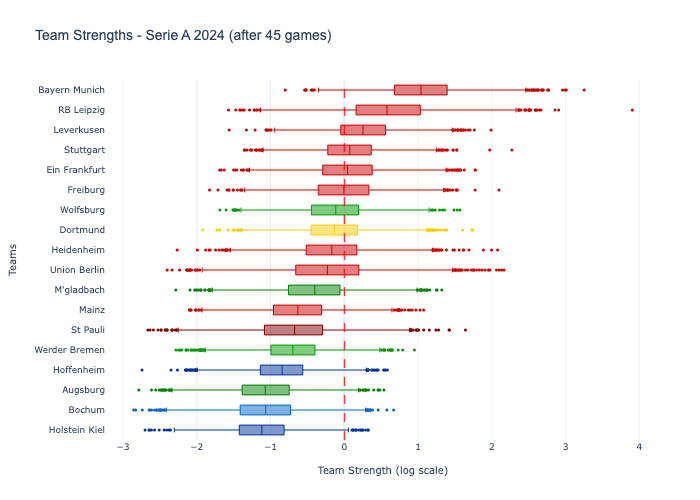 Team Strengths - Serie A 2024 (after 45 games)
Bayern Munich
RB Leipzig
Leverkusen
Stuttgart
Ein Frankfurt
Freiburg
Wolfsburg
Dortmund
Heidenheim
Union Berlin
M'gladbach
Mainz
St Pauli
Werder Bremen
Hoffenheim
Augsburg
Bochum
Holstein Kiel
Teams
−3 −2 −1 0 1 2 3 4
Team Strength (log scale)